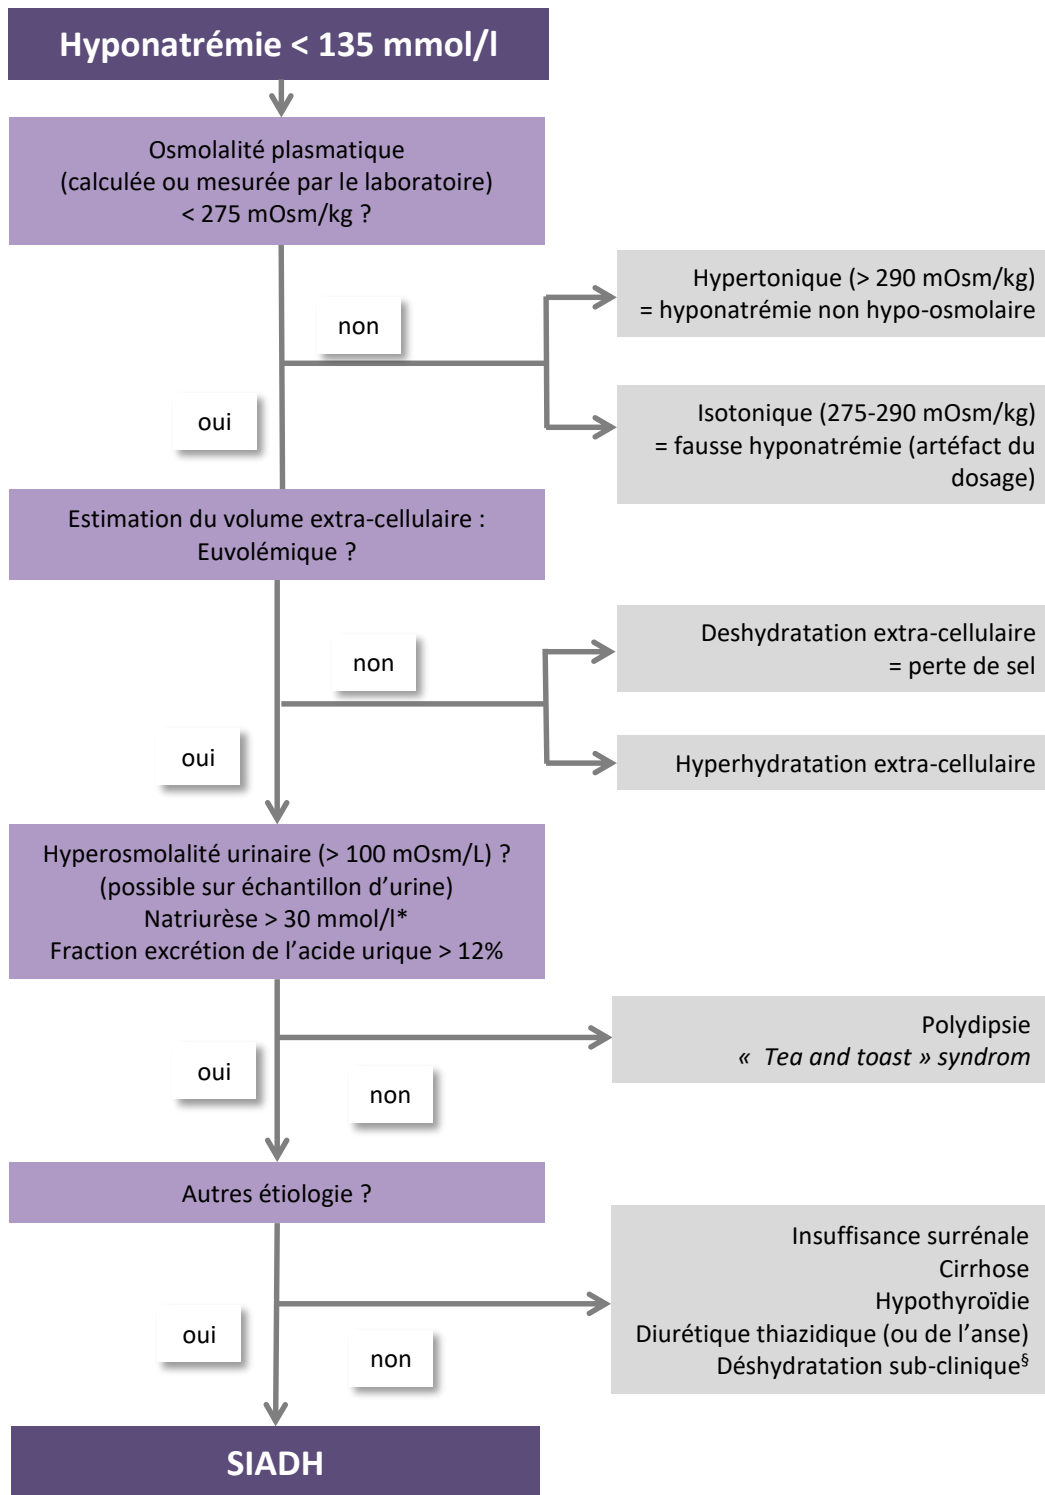 Hyponatrémie < 135 mmol/l
Osmolalité plasmatique
(calculée ou mesurée par le laboratoire)
< 275 mOsm/kg ?
non
Hypertonique (> 290 mOsm/kg)
= hyponatrémie non hypo-osmolaire
oui
Isotonique (275-290 mOsm/kg)
= fausse hyponatrémie (artéfact du
dosage)
Estimation du volume extra-cellulaire :
Euvolémique ?
non
Deshydratation extra-cellulaire
= perte de sel
oui
Hyperhydratation extra-cellulaire
Hyperosmolalité urinaire (> 100 mOsm/L) ?
(possible sur échantillon d’urine)
Natriurèse > 30 mmol/l*
Fraction excrétion de l’acide urique > 12%
oui
non
Polydipsie
« Tea and toast » syndrom
Autres étiologie ?
oui
non
Insuffisance surrénale
Cirrhose
Hypothyroïdie
Diurétique thiazidique (ou de l’anse)
Déshydratation sub-clinique§
SIADH